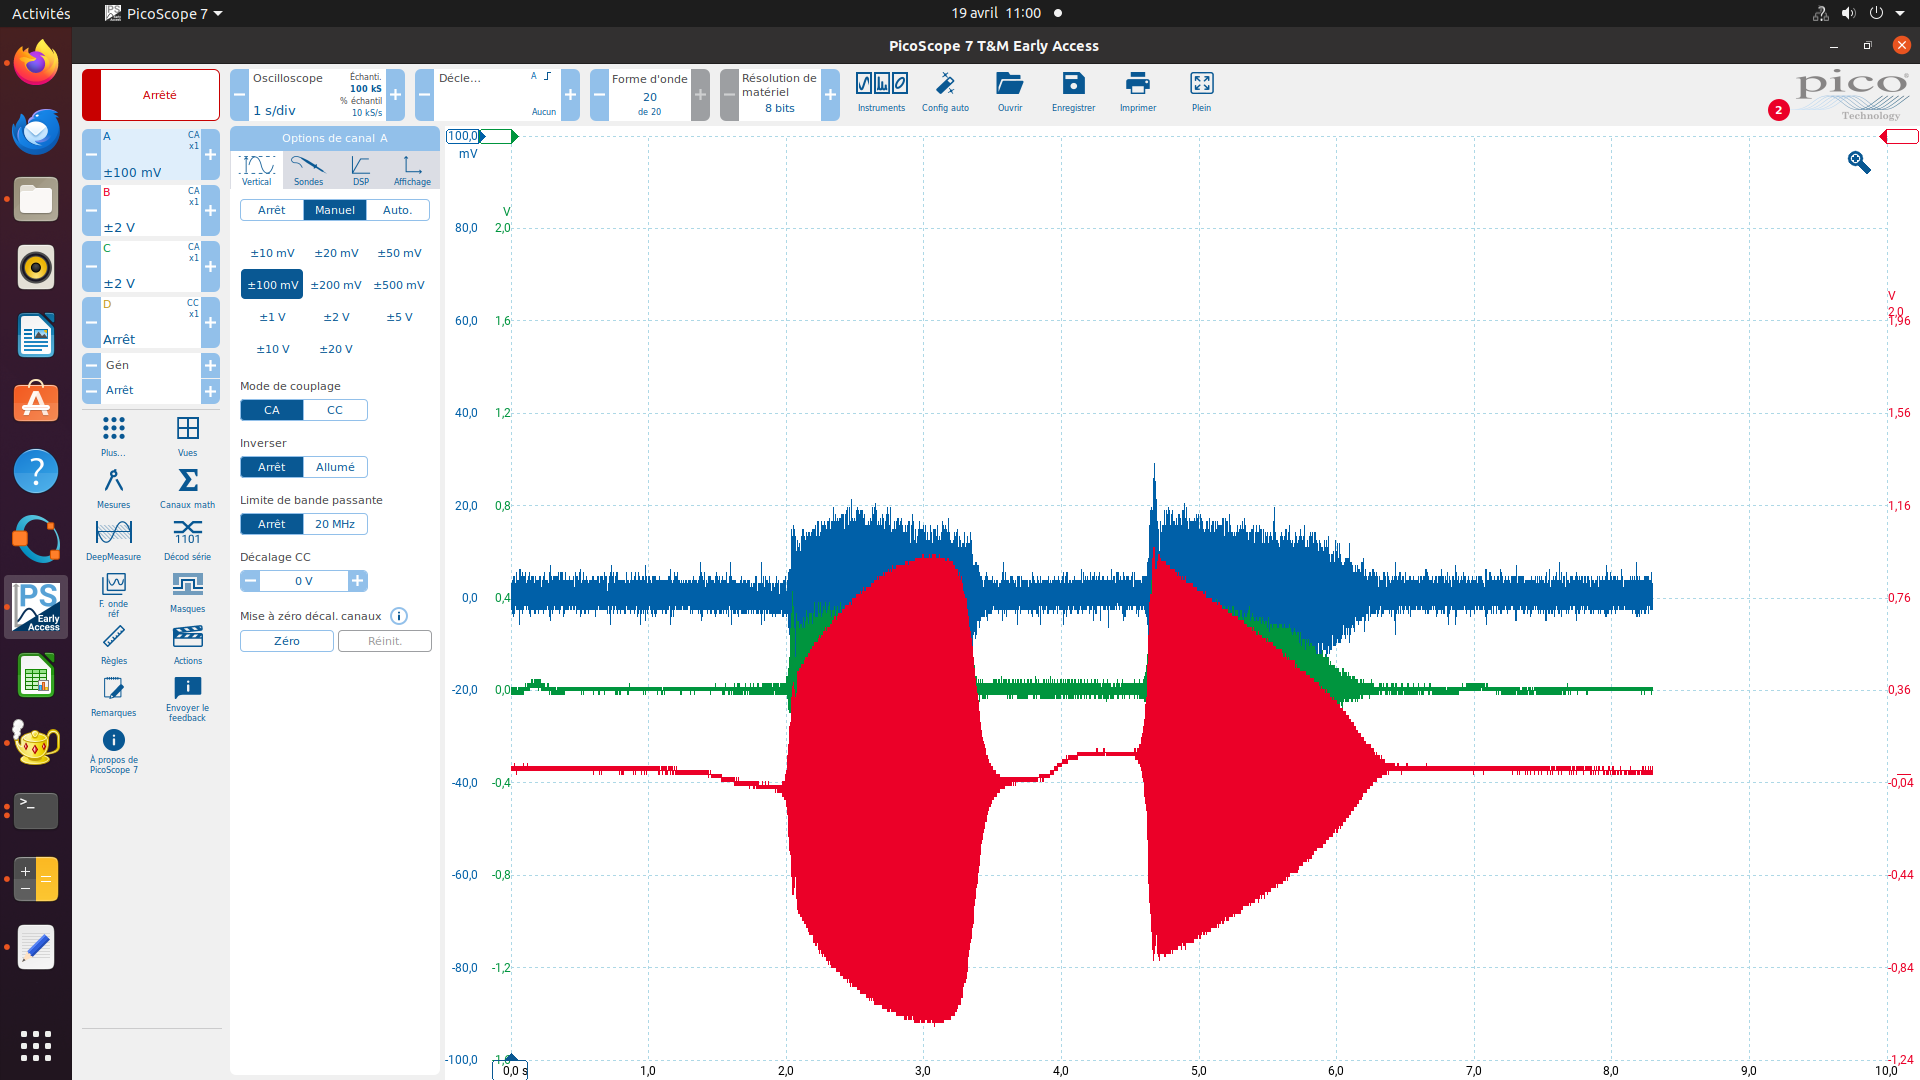 Activités
PicoScope 7
19 avril 11:00
PicoScope 7 T&M Early Access
Arrêté
Oscilloscope
1 s/div
Échanti.
100 kS
% échantil
10 kS/s
Décle...
A
Aucun
Forme d'onde
20
de 20
Résolution de
matériel
8 bits
Instruments
Config auto
Ouvrir
Enregistrer
Imprimer
Plein
2
pico
Technology
A
CA
x1
±100 mV
B
CA
x1
±2 V
C
CA
x1
±2 V
D
CC
x1
Arrêt
Gén
Arrêt
Plus...
Vues
Mesures
Canaux math
DeepMeasure
1101
Décod série
F. onde
réf
Masques
Règles
Actions
Remarques
Envoyer le
feedback
À propos de
PicoScope 7
PS
Early
Access
Options de canal A
Vertical
Sondes
DSP
Affichage
Arrêt
Manuel
Auto.
±10 mV
±20 mV
±50 mV
±100 mV
±200 mV
±500 mV
±1 V
±2 V
±5 V
±10 V
±20 V
Mode de couplage
CA
CC
Inverser
Arrêt
Allumé
Limite de bande passante
Arrêt
20 MHz
Décalage CC
0 V
Mise à zéro décal. canaux
Zéro
Réinit.
100,0
mV
80,0
60,0
40,0
20,0
0,0
-20,0
-40,0
-60,0
-80,0
-100,0
V
2,0
1,6
1,2
0,8
0,4
0,0
-0,4
-0,8
-1,2
-1,6
V
2,0
1,96
1,56
1,16
0,76
0,36
-0,04
-0,44
-0,84
-1,24
0,0 s
1,0
2,0
3,0
4,0
5,0
6,0
7,0
8,0
9,0
10,0